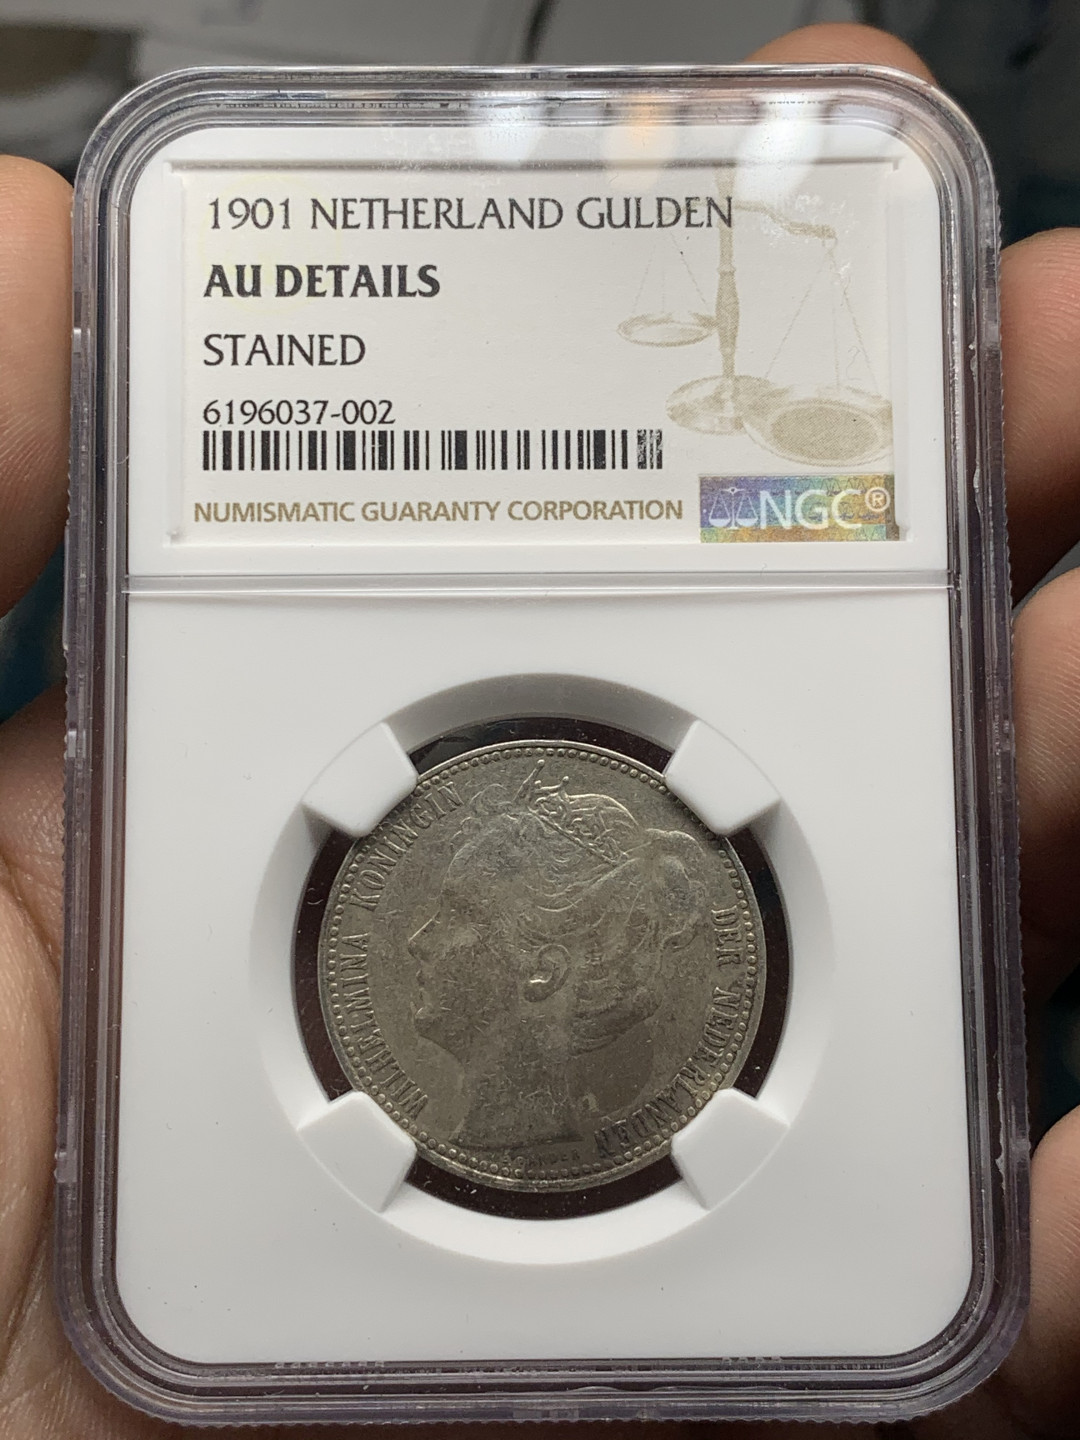 1901 NETHERLAND GULDEN
AU DETAILS
STAINED
6196037-002
NUMISMATIC GUARANTY CORPORATION
NGC®
WILHELMINA KONINGIN
DER NEDERLANDEN